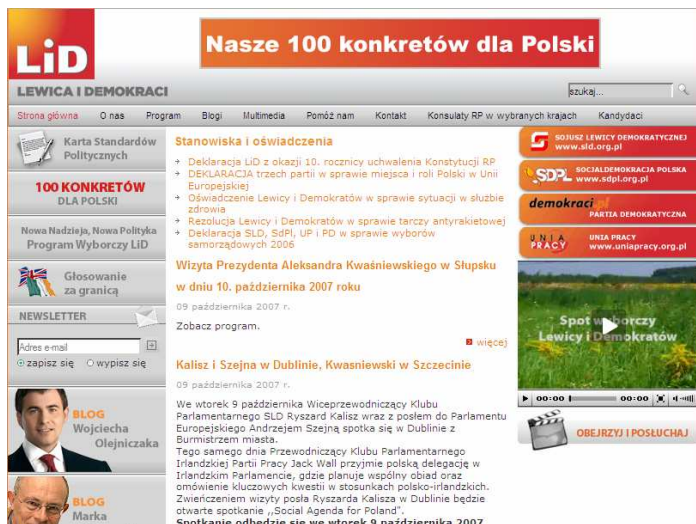 LiD
LEWICA I DEMOKRACI
Nasze 100 konkretów dla Polski
szukaj...
Strona główna O nas Program Blogi Multimedia Pomóż nam Kontakt Konsulaty RP w wybranych krajach Kandydaci
Karta Standardów
Politycznych
100 KONKRETÓW
DLA POLSKI
Nowa Nadzieja, Nowa Polityka
Program Wyborczy LiD
Głosowanie
za granicą
NEWSLETTER
Adres e-mail
zapisz się wypisz się
BLOG
Wojciecha
Olejniczaka
BLOG
Marka
Stanowiska i oświadczenia
Deklaracja LiD z okazji 10. rocznicy uchwalenia Konstytucji RP
DEKLARACJA trzech partii w sprawie miejsca i roli Polski w Unii
Europejskiej
Oświadczenie Lewicy i Demokratów w sprawie sytuacji w służbie
zdrowia
Rezolucja Lewicy i Demokratów w sprawie tarczy antyrakietowej
Deklaracja SLD, SdPl, UP i PD w sprawie wyborów
samorządowych 2006
Wizyta Prezydenta Aleksandra Kwaśniewskiego w Słupsku
w dniu 10. października 2007 roku
09 października 2007 r.
Zobacz program.
więcej
Kalisz i Szejna w Dublinie, Kwasniewski w Szczecinie
09 października 2007 r.
We wtorek 9 października Wiceprzewodniczący Klubu
Parlamentarnego SLD Ryszard Kalisz wraz z posłem do Parlamentu
Europejskiego Andrzejem Szejną spotka się w Dublinie z
Burmistrzem miasta.
Tego samego dnia Przewodniczący Klubu Parlamentarnego
Irlandzkiej Partii Pracy Jack Wall przyjmie polską delegację w
Irlandzkim Parlamencie, gdzie planuje wspólny obiad oraz
omówienie kluczowych kwestii w stosunkach polsko-irlandzkich.
Zwieńczeniem wizyty posła Ryszarda Kalisza w Dublinie będzie
otwarte spotkanie ,,Social Agenda for Poland".
Spotkanie odbędzie się we wtorek 9 października 2007
SOJUSZ LEWICY DEMOKRATYCZNEJ
www.sld.org.pl
SDPL SOCJALDEMOKRACJA POLSKA
www.sdpl.org.pl
demokraci.pl
PARTIA DEMOKRATYCZNA
UNIA PRACY UNIA PRACY
www.uniapracy.org.pl
Spot wyborczy
Lewicy i Demokratów
00:00 00:00
OBEJRZYJ I POSŁUCHAJ